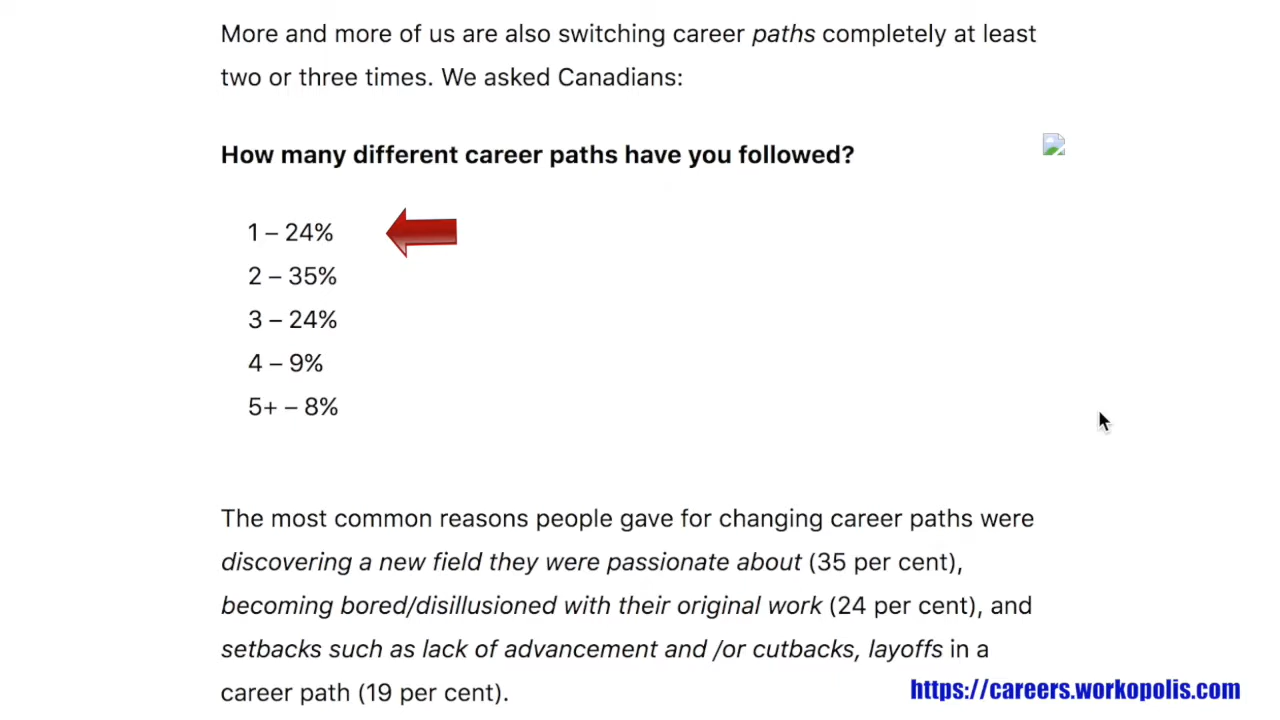 More and more of us are also switching career paths completely at least
two or three times. We asked Canadians:
How many different career paths have you followed?
1 – 24%
2 – 35%
3 – 24%
4 – 9%
5+ – 8%
The most common reasons people gave for changing career paths were
discovering a new field they were passionate about (35 per cent),
becoming bored/disillusioned with their original work (24 per cent), and
setbacks such as lack of advancement and /or cutbacks, layoffs in a
career path (19 per cent).
https://careers.workopolis.com